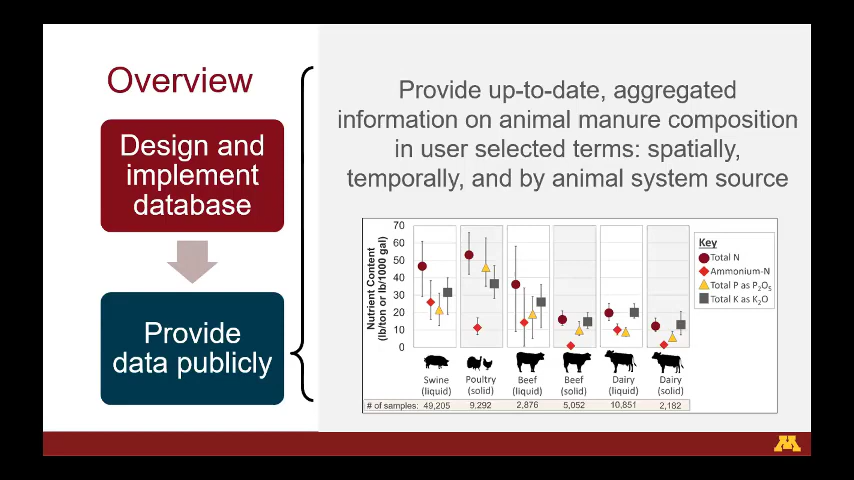 Overview
Design and
implement
database
Provide
data publicly
Provide up-to-date, aggregated
information on animal manure composition
in user selected terms: spatially,
temporally, and by animal system source
Nutrient Content
(lb/ton or lb/1000 gal)
70
60
50
40
30
20
10
0
Key
Total N
Ammonium-N
Total P as P₂O₅
Total K as K₂O
Swine
(liquid)
Poultry
(solid)
Beef
(liquid)
Beef
(solid)
Dairy
(liquid)
Dairy
(solid)
# of samples: 49,205 9,292 2,876 5,052 10,851 2,182
M